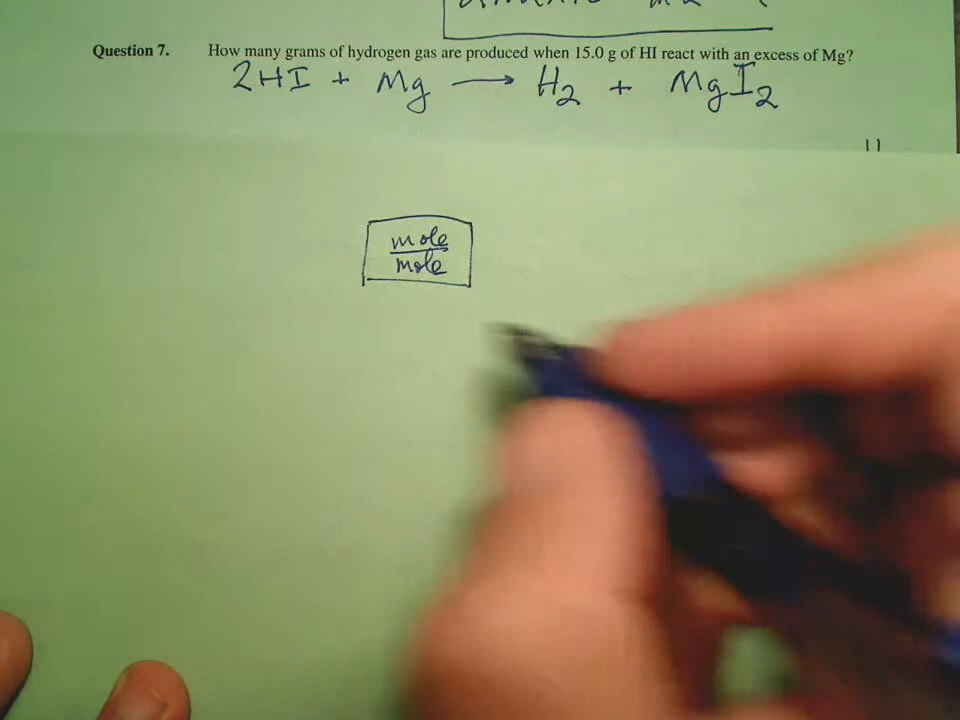 Question 7. How many grams of hydrogen gas are produced when 15.0 g of HI react with an excess of Mg?
2HI + Mg → H₂ + MgI₂
11
mole
mole